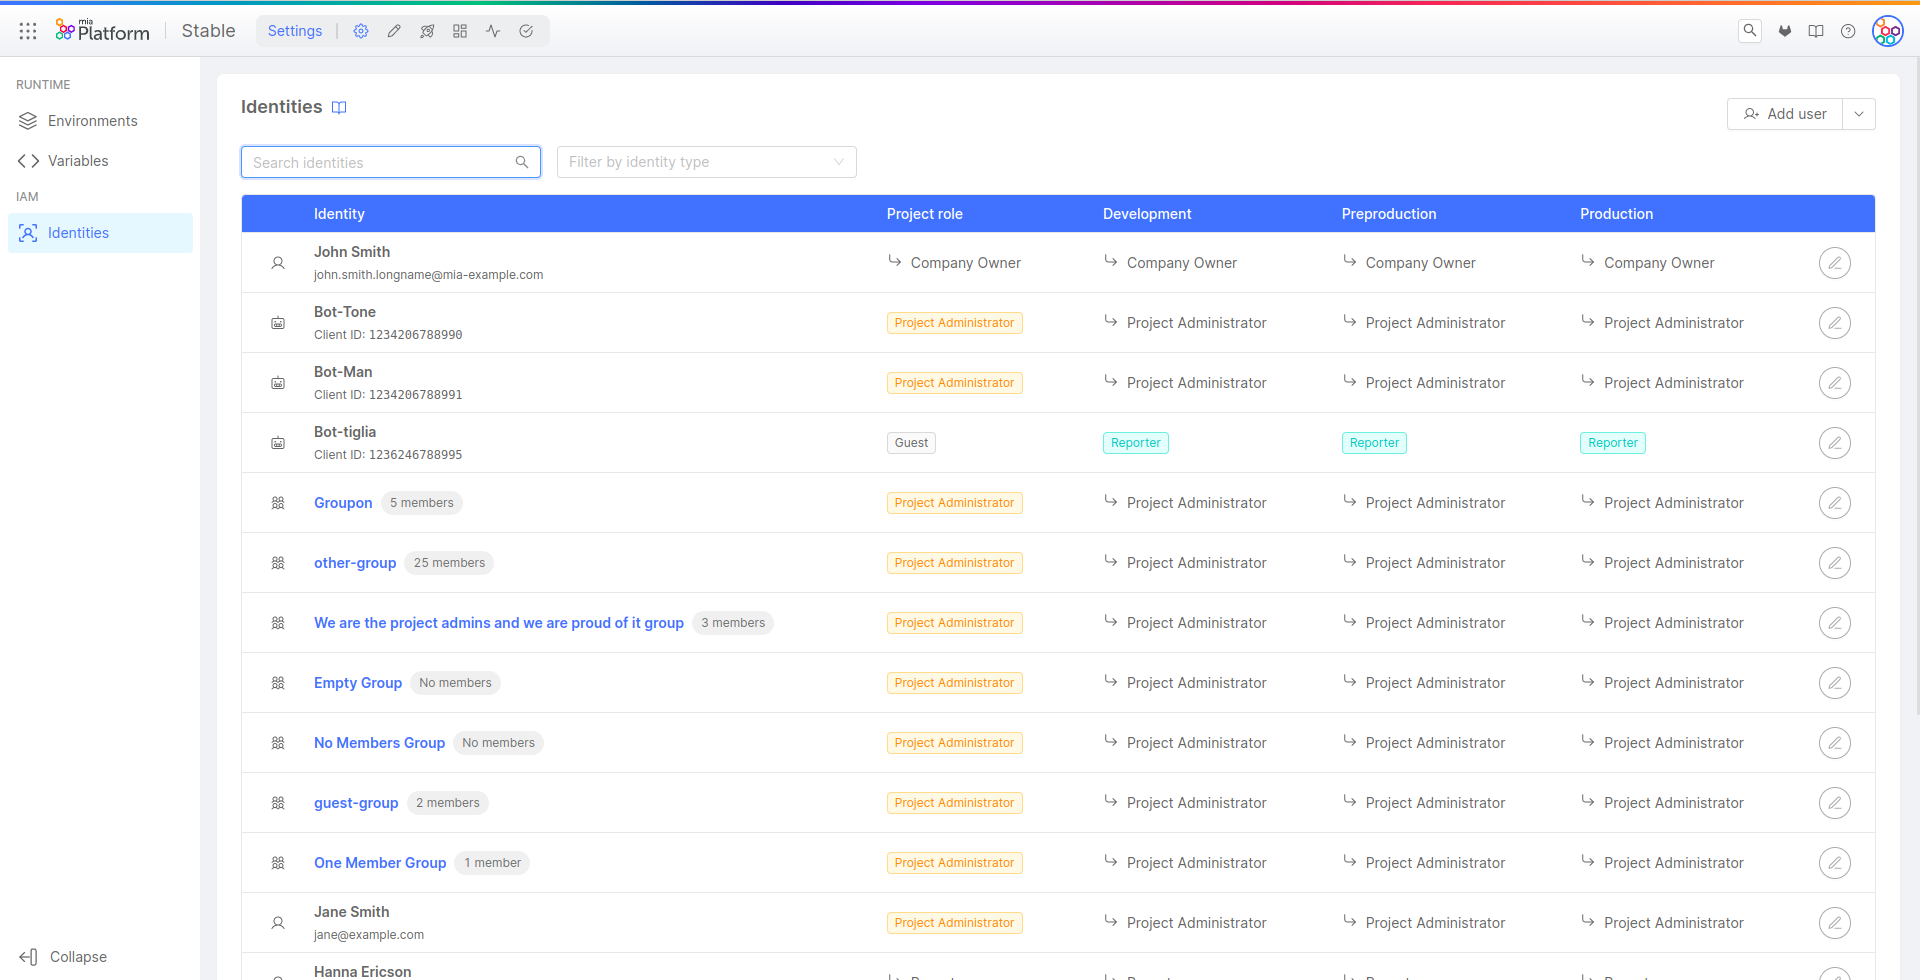 mia
Platform
Stable
Settings
RUNTIME
Environments
Variables
IAM
Identities
Collapse
Identities
Add user
Search identities
Filter by identity type
Identity Project role Development Preproduction Production
John Smith
john.smith.longname@mia-example.com
Company Owner Company Owner Company Owner Company Owner
Bot-Tone
Client ID: 1234206788990
Project Administrator Project Administrator Project Administrator Project Administrator
Bot-Man
Client ID: 1234206788991
Project Administrator Project Administrator Project Administrator Project Administrator
Bot-tiglia
Client ID: 1236246788995
Guest Reporter Reporter Reporter
Groupon 5 members Project Administrator Project Administrator Project Administrator Project Administrator
other-group 25 members Project Administrator Project Administrator Project Administrator Project Administrator
We are the project admins and we are proud of it group 3 members Project Administrator Project Administrator Project Administrator Project Administrator
Empty Group No members Project Administrator Project Administrator Project Administrator Project Administrator
No Members Group No members Project Administrator Project Administrator Project Administrator Project Administrator
guest-group 2 members Project Administrator Project Administrator Project Administrator Project Administrator
One Member Group 1 member Project Administrator Project Administrator Project Administrator Project Administrator
Jane Smith
jane@example.com
Project Administrator Project Administrator Project Administrator Project Administrator
Hanna Ericson